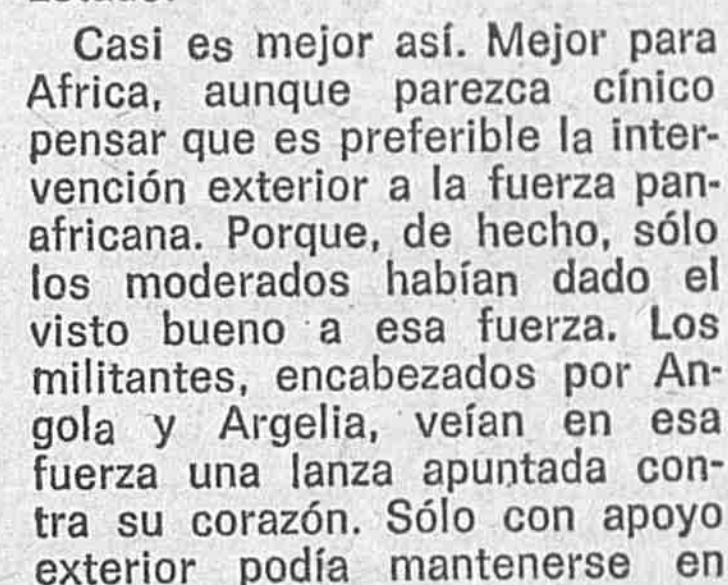 Casi es mejor así. Mejor para
Africa, aunque parezca cínico
pensar que es preferible la inter-
vención exterior a la fuerza pan-
africana. Porque, de hecho, sólo
los moderados habían dado el
visto bueno a esa fuerza. Los
militantes, encabezados por An-
gola y Argelia, veían en esa
fuerza una lanza apuntada con-
tra su corazón. Sólo con apoyo
exterior podía mantenerse en